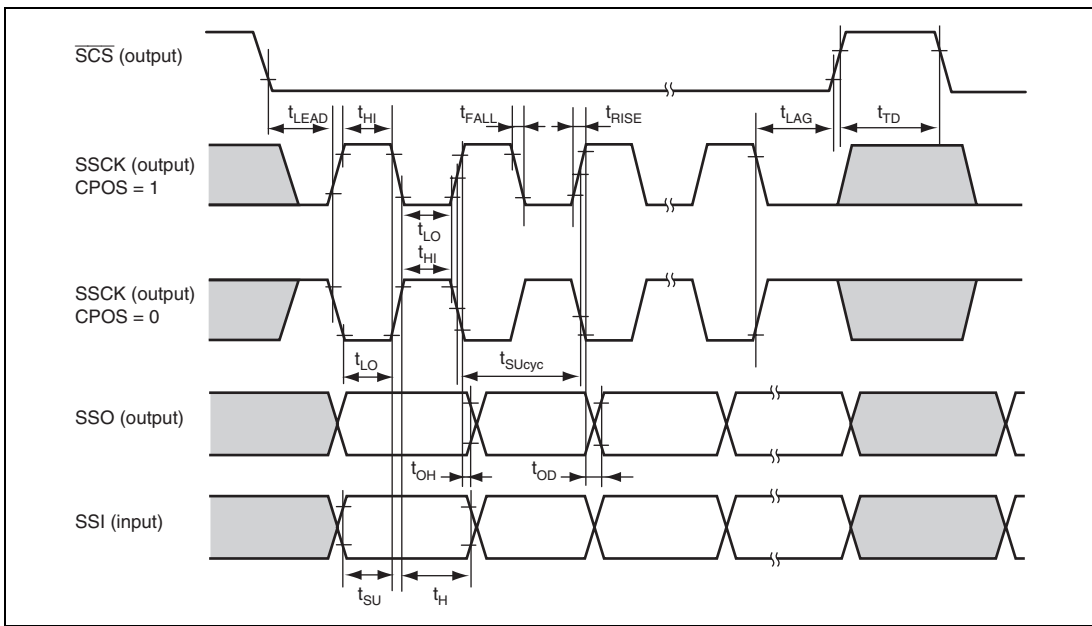 SCS (output)
tLEAD tHI tFALL tRISE tLAG tTD
SSCK (output)
CPOS = 1
tLO
tHI
SSCK (output)
CPOS = 0
tLO tSUcyc
SSO (output)
tOH tOD
SSI (input)
tSU tH